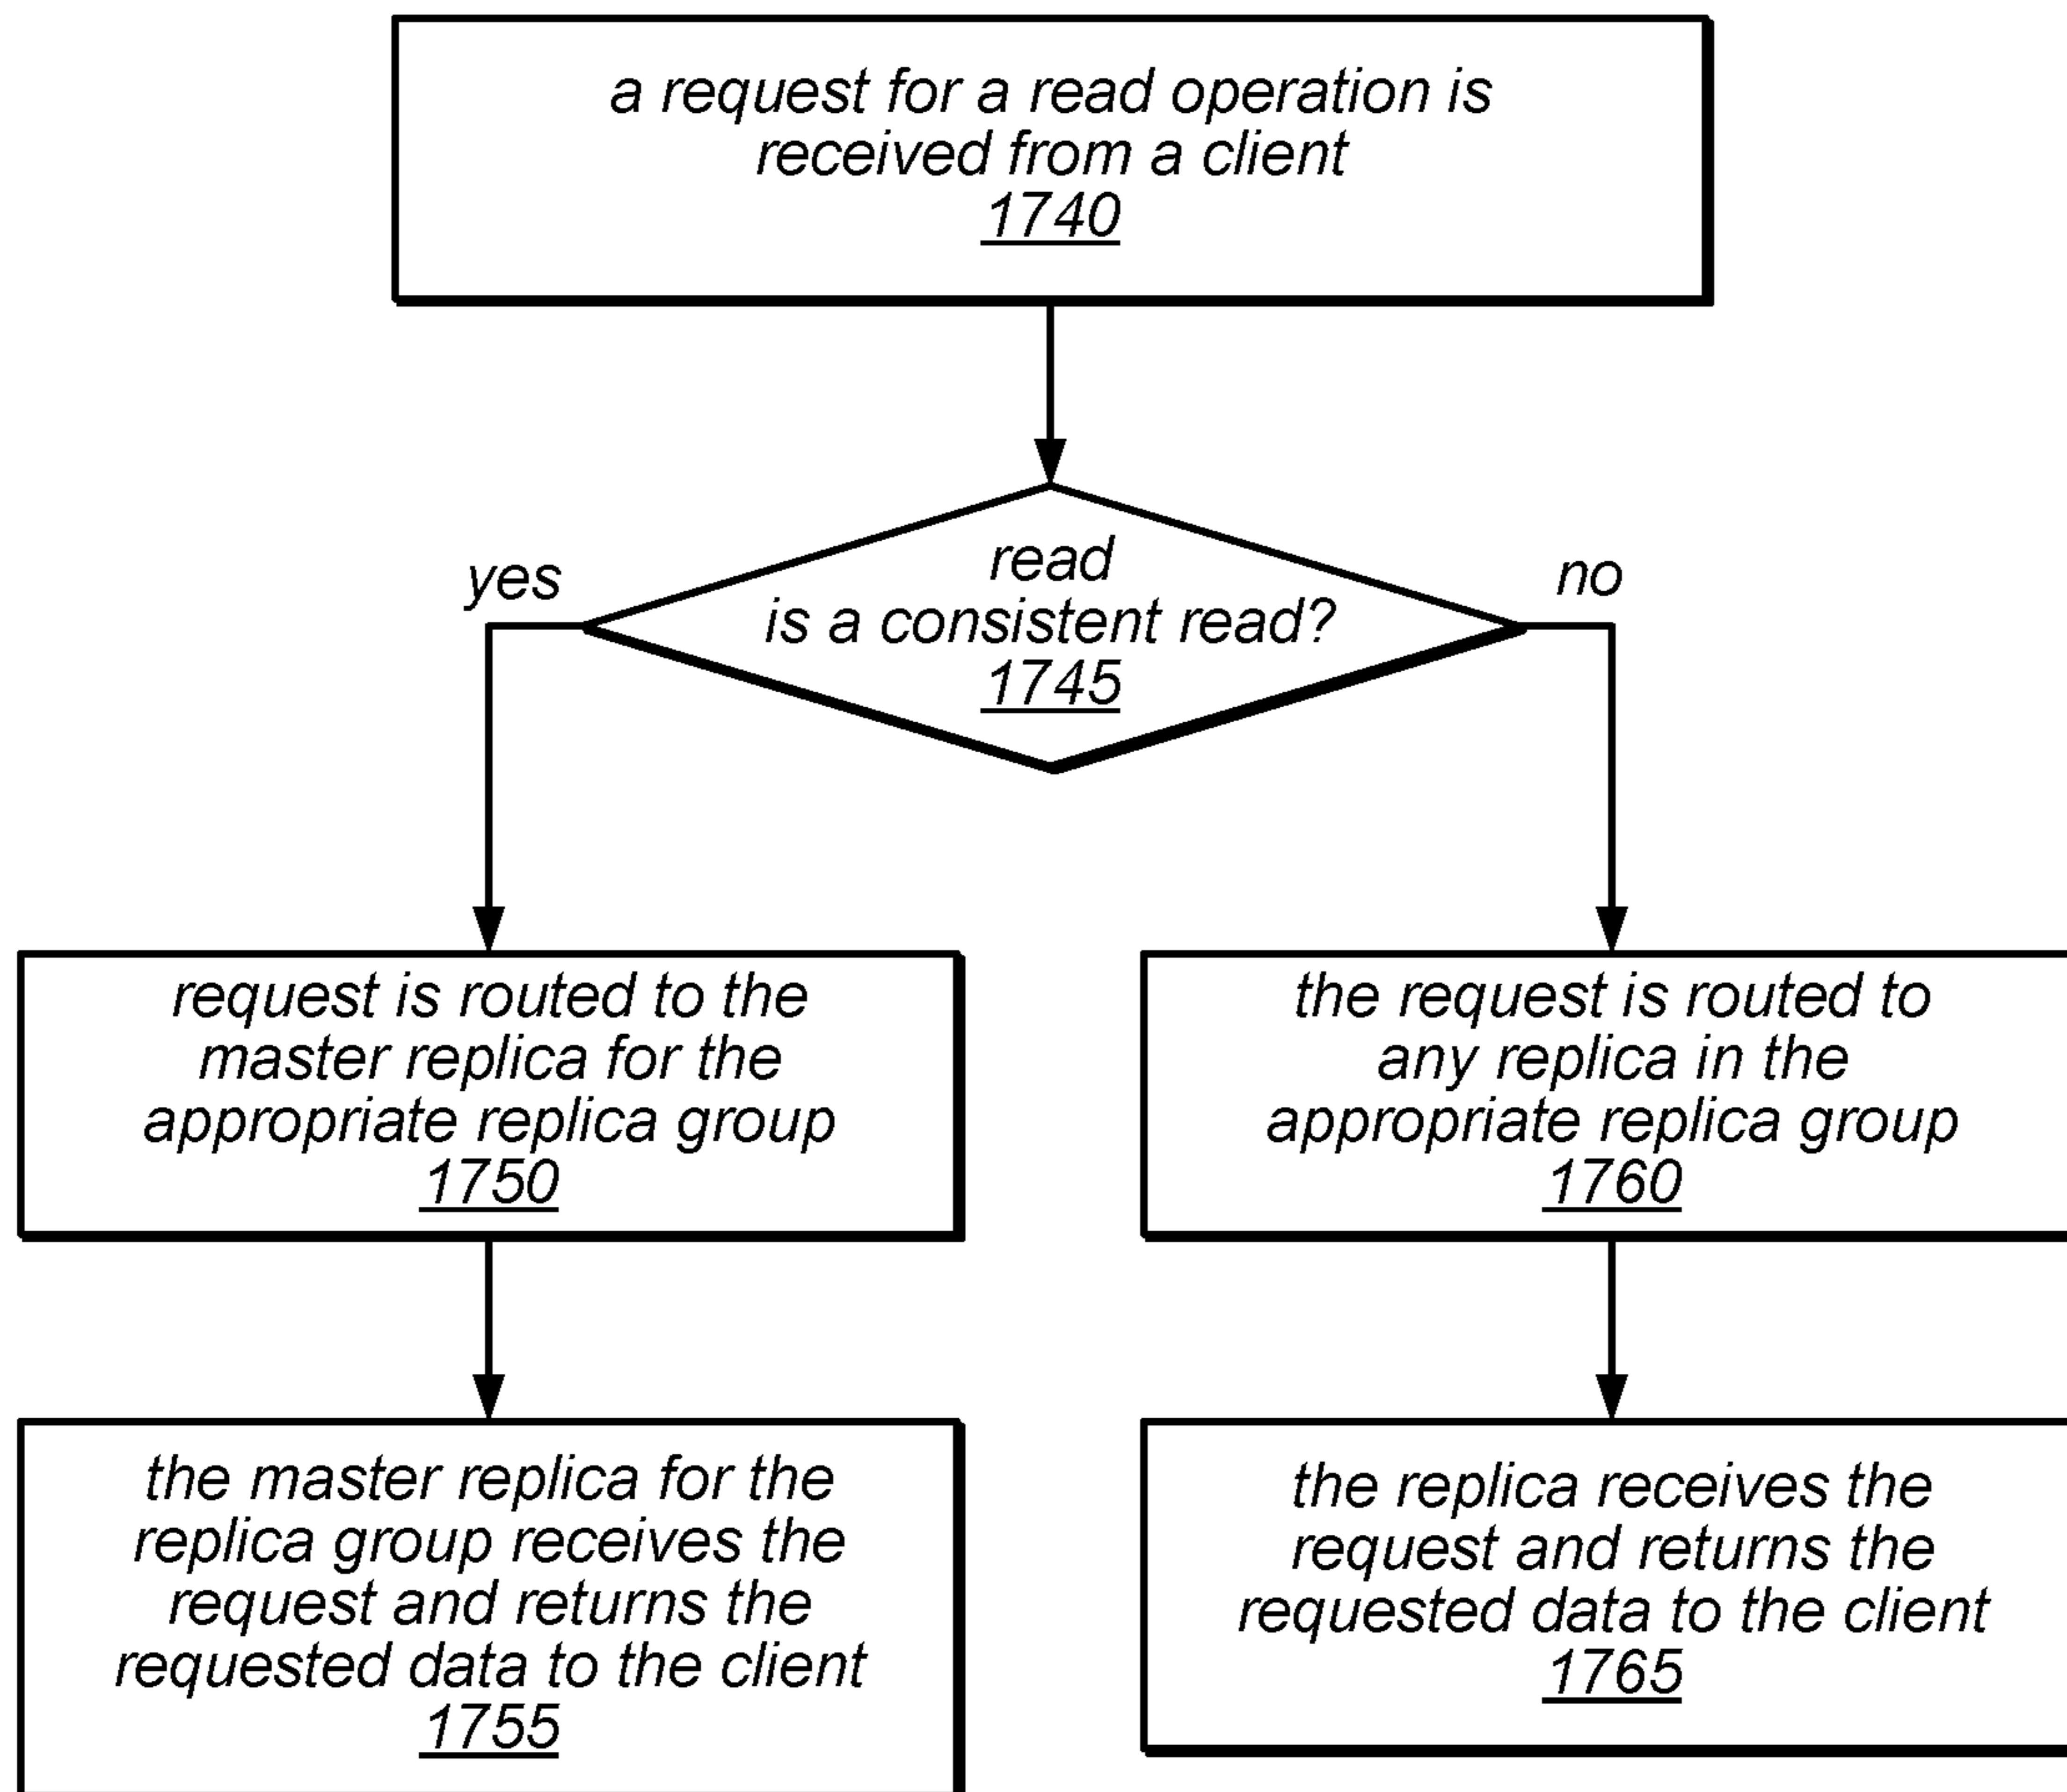 a request for a read operation is
received from a client
1740
yes
no
read
is a consistent read?
1745
request is routed to the
master replica for the
appropriate replica group
1750
the request is routed to
any replica in the
appropriate replica group
1760
the master replica for the
replica group receives the
request and returns the
requested data to the client
1755
the replica receives the
request and returns the
requested data to the client
1765